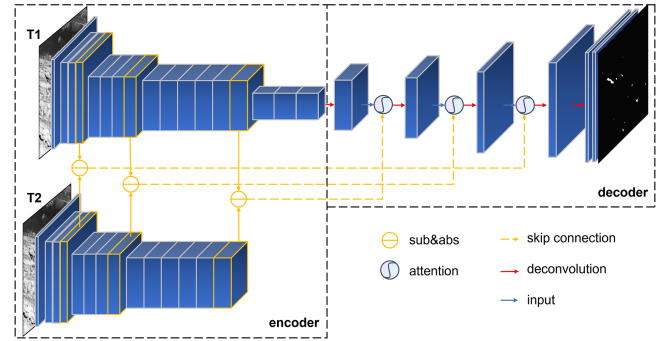 T1
T2
decoder
encoder
sub&abs
attention
skip connection
deconvolution
input